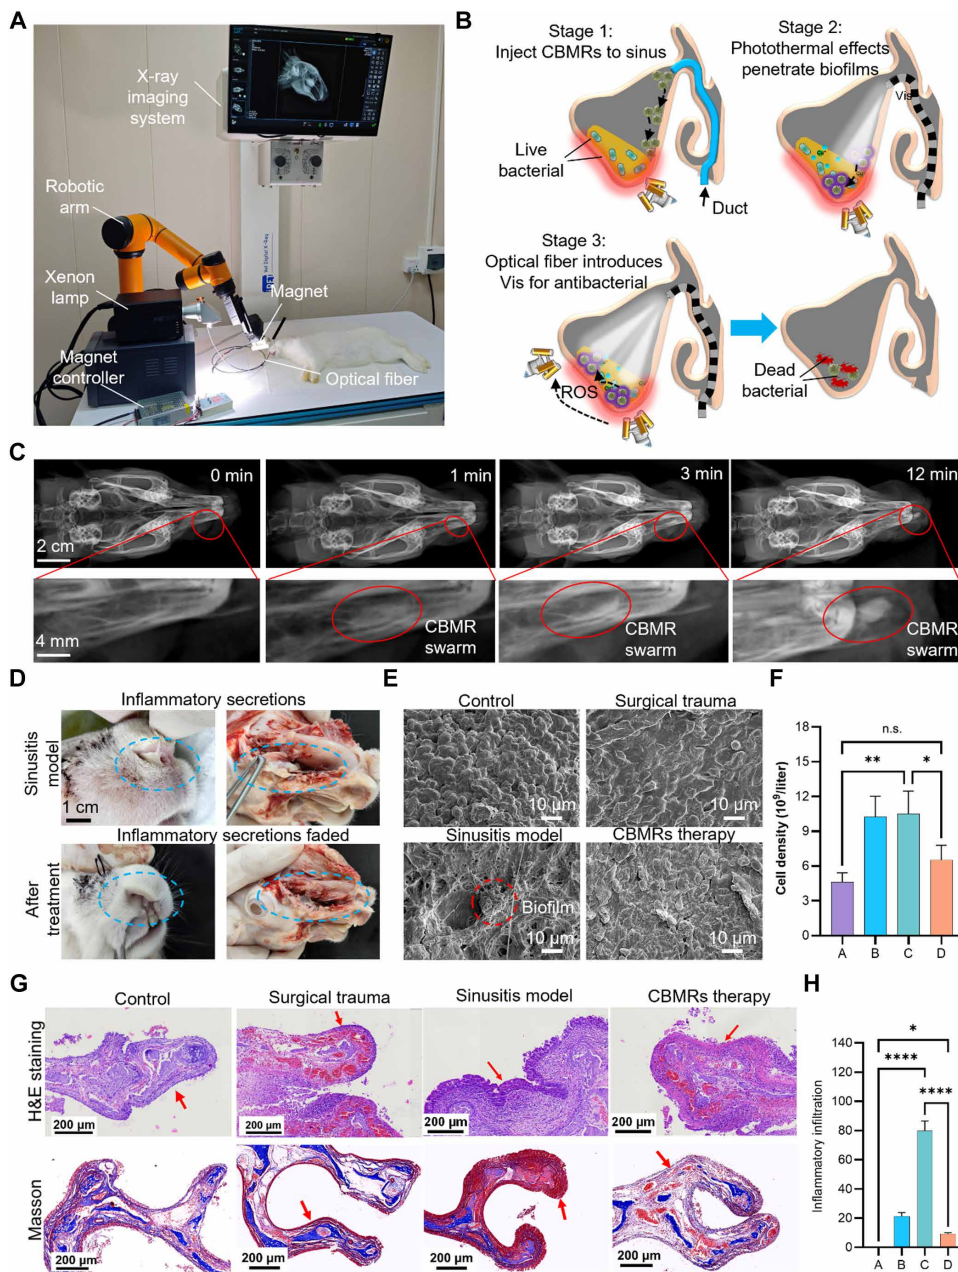 A
X-ray
imaging
system
Robotic
arm
Xenon
lamp
Magnet
controller
Magnet
Optical fiber
B
Stage 1:
Inject CBMRs to sinus
Live
bacterial
Duct
Stage 2:
Photothermal effects
penetrate biofilms
Vis
Stage 3:
Optical fiber introduces
Vis for antibacterial
ROS
Dead
bacterial
C
0 min
1 min
3 min
12 min
2 cm
4 mm
CBMR
swarm
CBMR
swarm
CBMR
swarm
D
Inflammatory secretions
Sinusitis
model
1 cm
Inflammatory secretions faded
After
treatment
E
Control
Surgical trauma
10 µm
10 µm
Sinusitis model
CBMRs therapy
Biofilm
10 µm
10 µm
F
n.s.
**
*
Cell density (10⁹/liter)
18
15
12
9
6
3
0
A B C D
G
Control
Surgical trauma
Sinusitis model
CBMRs therapy
H&E staining
200 µm
200 µm
200 µm
200 µm
Masson
200 µm
200 µm
200 µm
200 µm
H
*
****
****
Inflammatory infiltration
140
120
100
80
60
40
20
0
A B C D